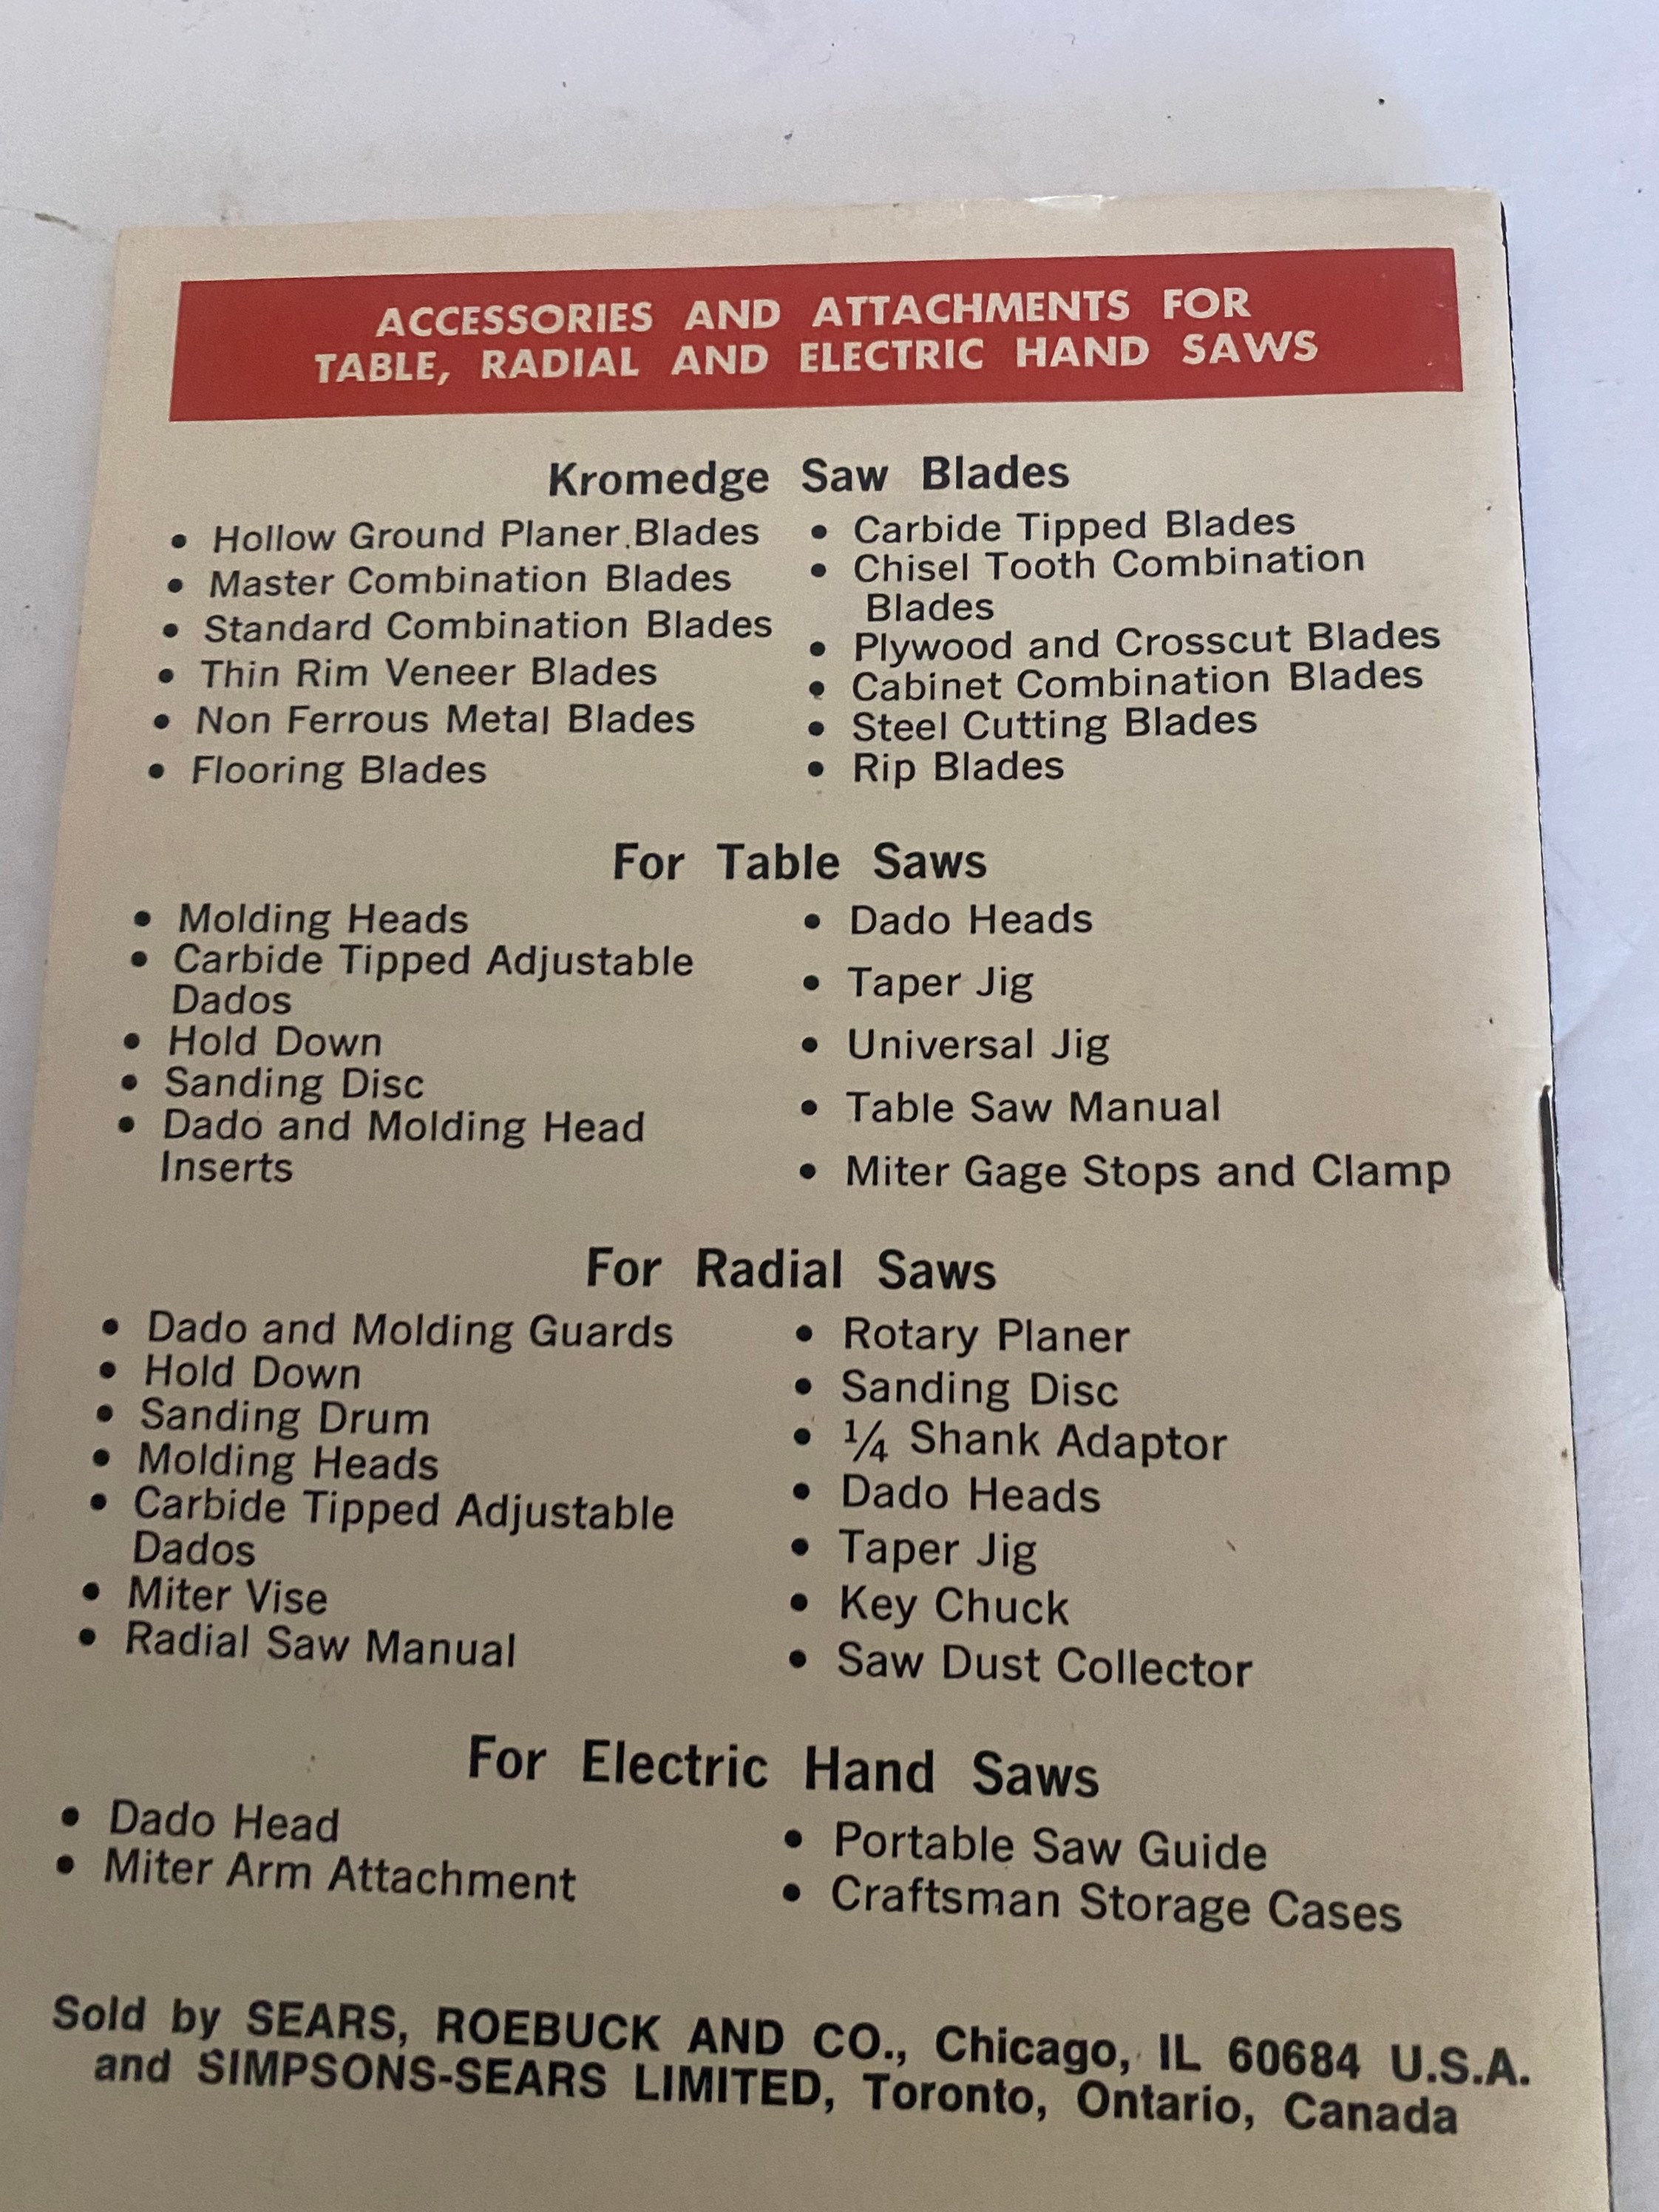 ACCESSORIES AND ATTACHMENTS FOR
TABLE, RADIAL AND ELECTRIC HAND SAWS
Kromedge Saw Blades
• Hollow Ground Planer Blades
• Master Combination Blades
• Standard Combination Blades
• Thin Rim Veneer Blades
• Non Ferrous Metal Blades
• Flooring Blades
• Carbide Tipped Blades
• Chisel Tooth Combination
Blades
• Plywood and Crosscut Blades
• Cabinet Combination Blades
• Steel Cutting Blades
• Rip Blades
For Table Saws
• Molding Heads
• Carbide Tipped Adjustable
Dados
• Hold Down
• Sanding Disc
• Dado and Molding Head
Inserts
• Dado Heads
• Taper Jig
• Universal Jig
• Table Saw Manual
• Miter Gage Stops and Clamp
For Radial Saws
• Dado and Molding Guards
• Hold Down
• Sanding Drum
• Molding Heads
• Carbide Tipped Adjustable
Dados
• Miter Vise
• Radial Saw Manual
• Rotary Planer
• Sanding Disc
• ¼ Shank Adaptor
• Dado Heads
• Taper Jig
• Key Chuck
• Saw Dust Collector
For Electric Hand Saws
• Dado Head
• Miter Arm Attachment
• Portable Saw Guide
• Craftsman Storage Cases
Sold by SEARS, ROEBUCK AND CO., Chicago, IL 60684 U.S.A.
and SIMPSONS-SEARS LIMITED, Toronto, Ontario, Canada